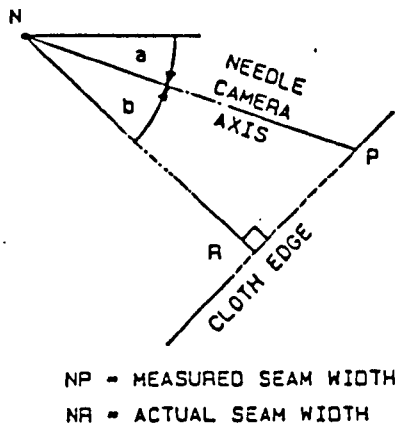 N
a
NEEDLE
CAMERA
AXIS
b
P
R
CLOTH EDGE
NP = MEASURED SEAM WIDTH
NR = ACTUAL SEAM WIDTH